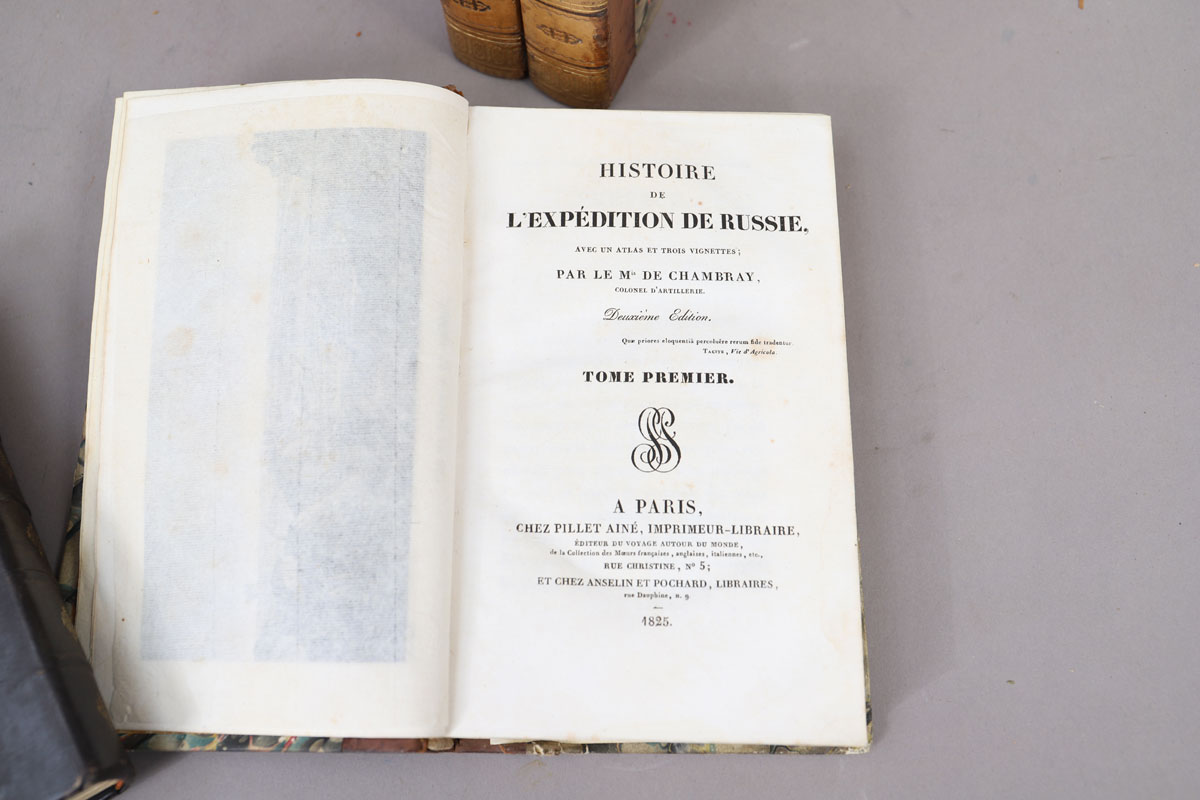 HISTOIRE
DE
L'EXPÉDITION DE RUSSIE,
AVEC UN ATLAS ET TROIS VIGNETTES;
PAR LE Mis DE CHAMBRAY,
COLONEL D'ARTILLERIE.
Deuxième Edition.
Quæ priores eloquentiâ percoluère rerum fide tradentur.
TACITE, Vie d'Agricola.
TOME PREMIER.
A PARIS,
CHEZ PILLET AINÉ, IMPRIMEUR-LIBRAIRE,
ÉDITEUR DU VOYAGE AUTOUR DU MONDE,
de la Collection des Mœurs françaises, anglaises, italiennes, etc.,
RUE CHRISTINE, N° 5;
ET CHEZ ANSELIN ET POCHARD, LIBRAIRES,
rue Dauphine, n. 9
1825.